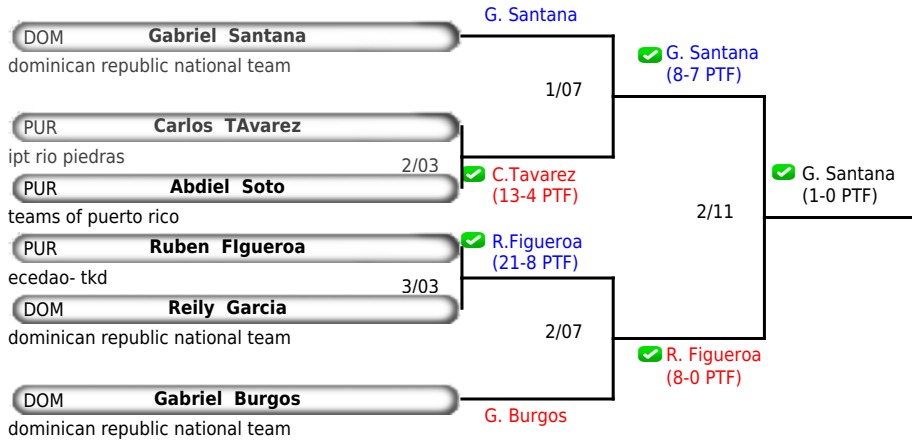 G. Santana
DOM Gabriel Santana
dominican republic national team
G. Santana
(8-7 PTF)
1/07
PUR Carlos TAvarez
ipt rio piedras
2/03
PUR Abdiel Soto
teams of puerto rico
C.Tavarez
(13-4 PTF)
G. Santana
(1-0 PTF)
2/11
PUR Ruben FIgueroa
ecedao- tkd
R.Figueroa
(21-8 PTF)
3/03
DOM Reily Garcia
dominican republic national team
2/07
R. Figueroa
(8-0 PTF)
DOM Gabriel Burgos
dominican republic national team
G. Burgos